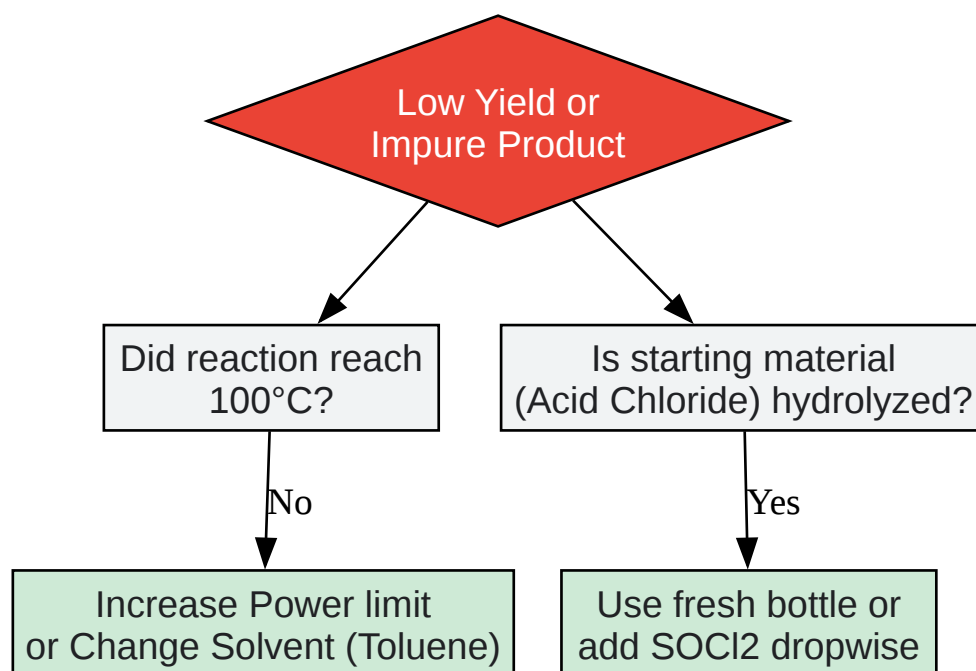 Low Yield or
Impure Product
Did reaction reach
100°C?
Is starting material
(Acid Chloride) hydrolyzed?
No
Yes
Increase Power limit
or Change Solvent (Toluene)
Use fresh bottle or
add SOCl2 dropwise